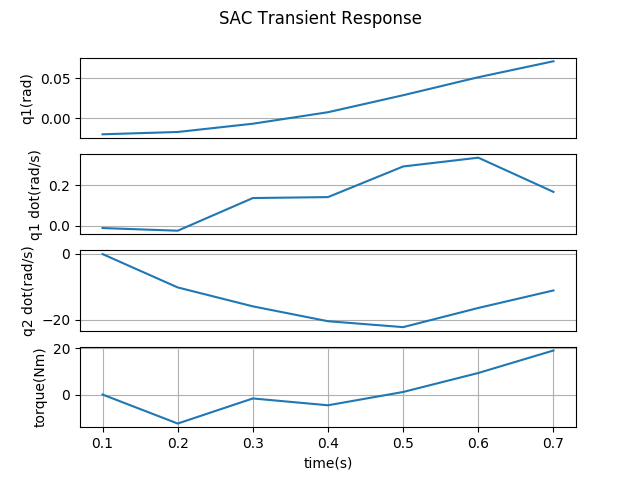 SAC Transient Response
0.05
0.00
q1(rad)
0.2
0.0
q1 dot(rad/s)
0
−20
q2 dot(rad/s)
20
0
torque(Nm)
0.1 0.2 0.3 0.4 0.5 0.6 0.7
time(s)